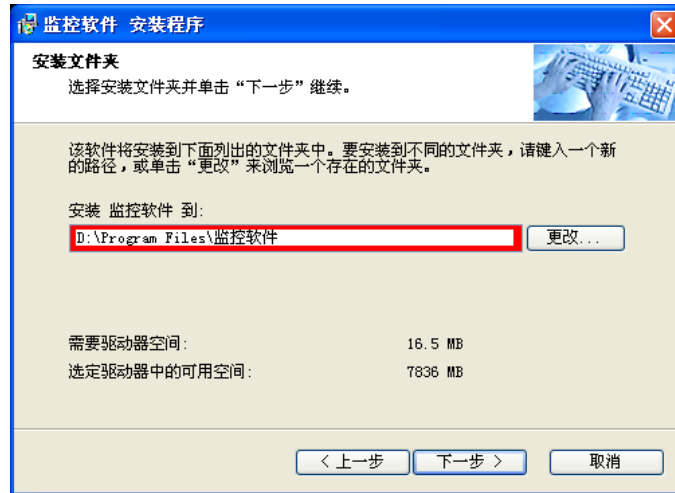 监控软件 安装程序
安装文件夹
选择安装文件夹并单击“下一步”继续。
该软件将安装到下面列出的文件夹中。要安装到不同的文件夹，请键入一个新
的路径，或单击“更改”来浏览一个存在的文件夹。
安装 监控软件 到:
D:\Program Files\监控软件
更改...
需要驱动器空间: 16.5 MB
选定驱动器中的可用空间: 7836 MB
< 上一步 下一步 > 取消